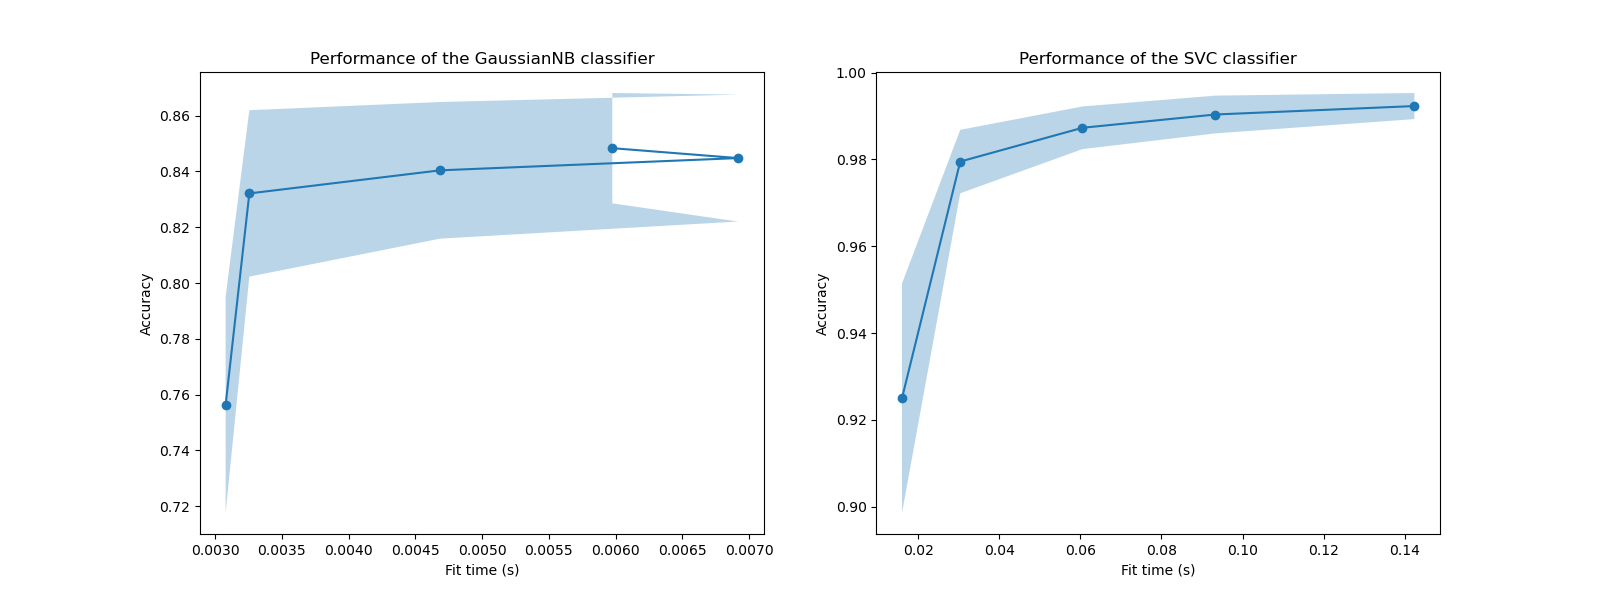 Performance of the GaussianNB classifier
0.86
0.84
0.82
0.80
0.78
0.76
0.74
0.72
Accuracy
0.0030 0.0035 0.0040 0.0045 0.0050 0.0055 0.0060 0.0065 0.0070
Fit time (s)
Performance of the SVC classifier
1.00
0.98
0.96
0.94
0.92
0.90
Accuracy
0.02 0.04 0.06 0.08 0.10 0.12 0.14
Fit time (s)